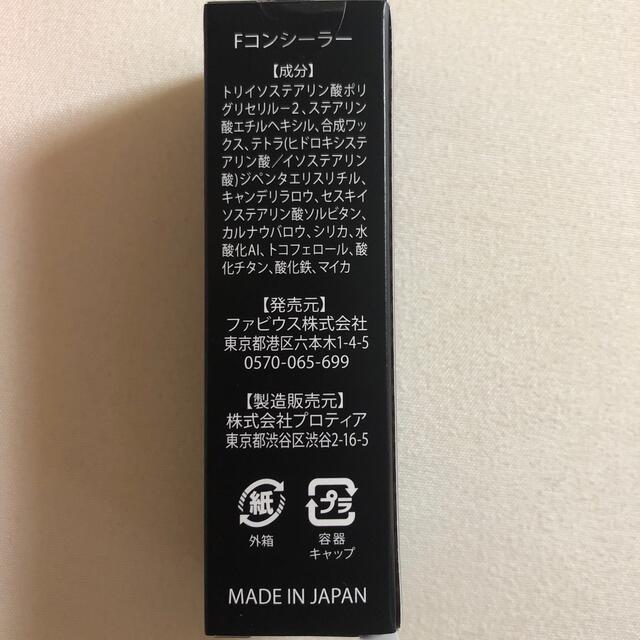 Fコンシーラー
【成分】
トリイソステアリン酸ポリ
グリセリルー2、ステアリン
酸エチルヘキシル、合成ワッ
クス、テトラ(ヒドロキシステ
アリン酸／イソステアリン
酸)ジペンタエリスリチル、
キャンデリラロウ、セスキイ
ソステアリン酸ソルビタン、
カルナウバロウ、シリカ、水
酸化AI、トコフェロール、酸
化チタン、酸化鉄、マイカ
【発売元】
ファビウス株式会社
東京都港区六本木1-4-5
0570-065-699
【製造販売元】
株式会社プロティア
東京都渋谷区渋谷2-16-5
紙 プラ
外箱 容器
キャップ
MADE IN JAPAN